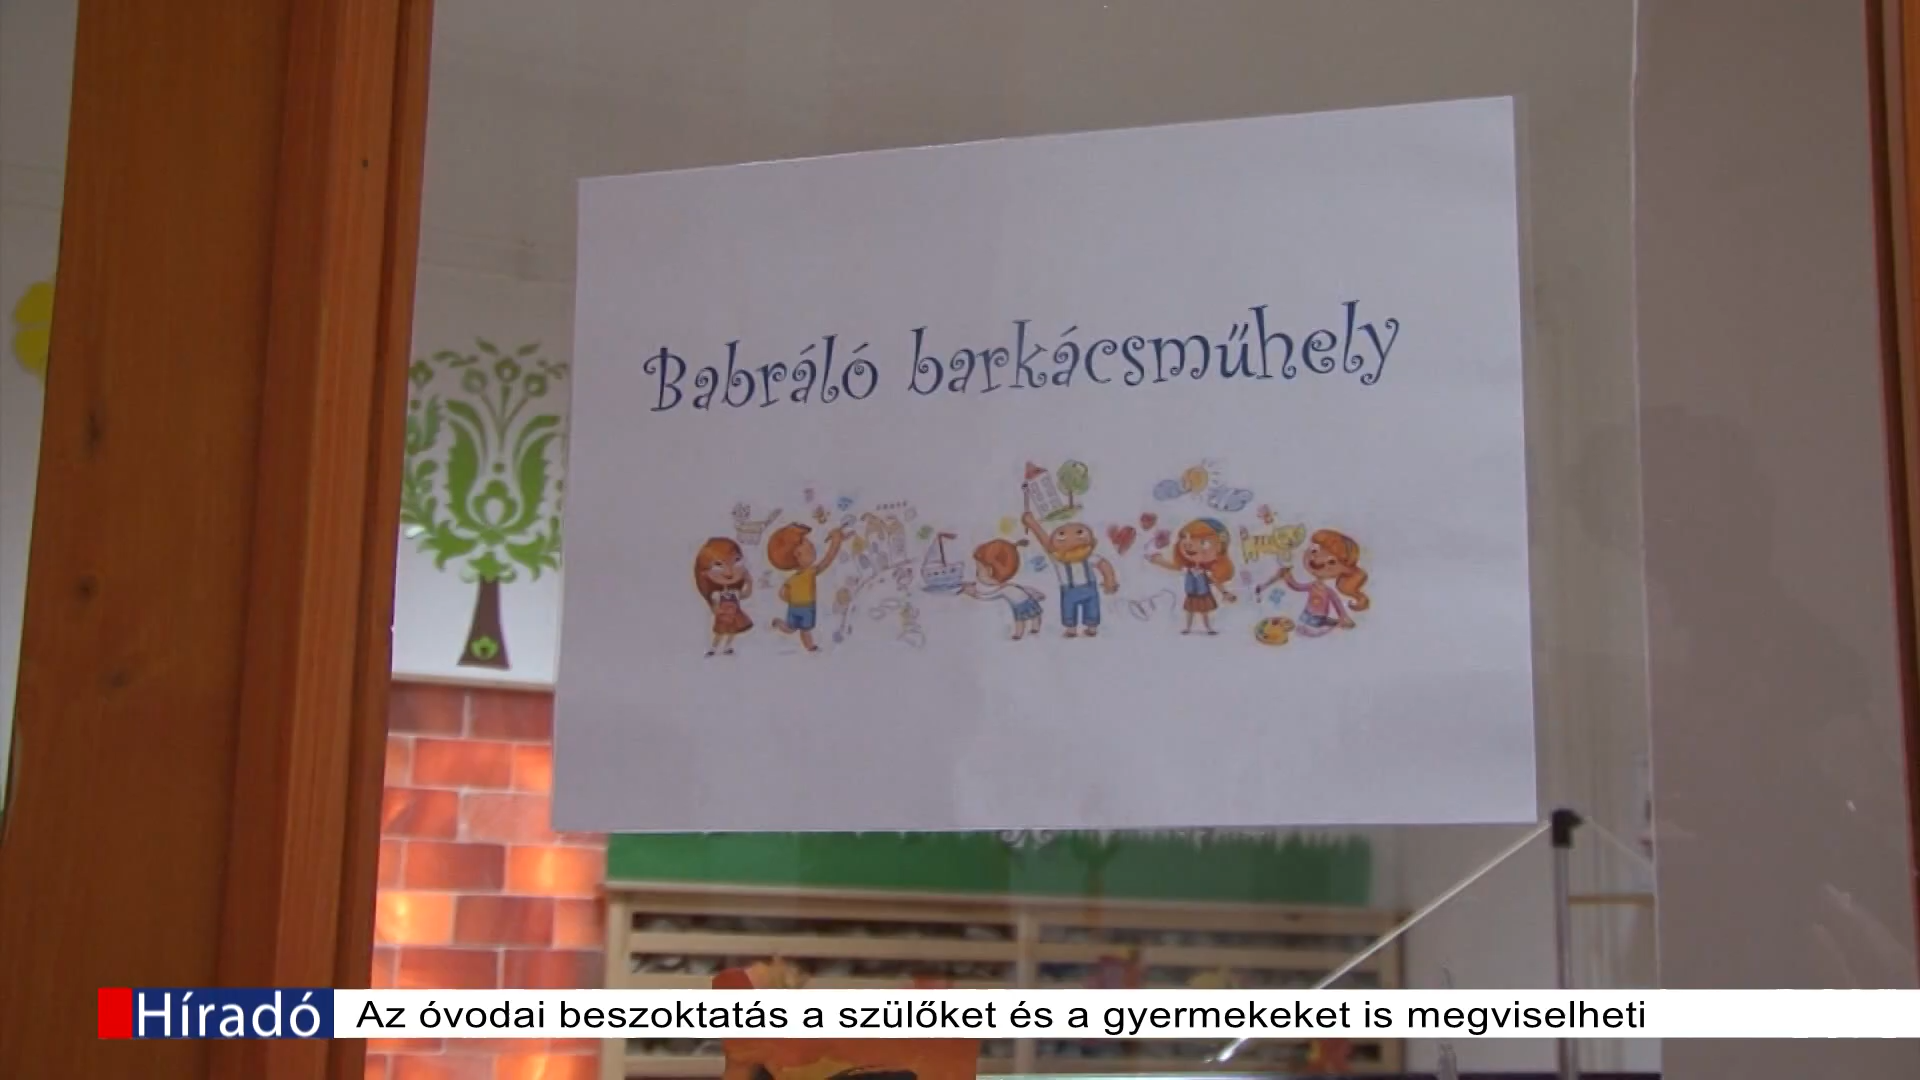 Babráló barkácsműhely
Híradó Az óvodai beszoktatás a szülőket és a gyermekeket is megviselheti